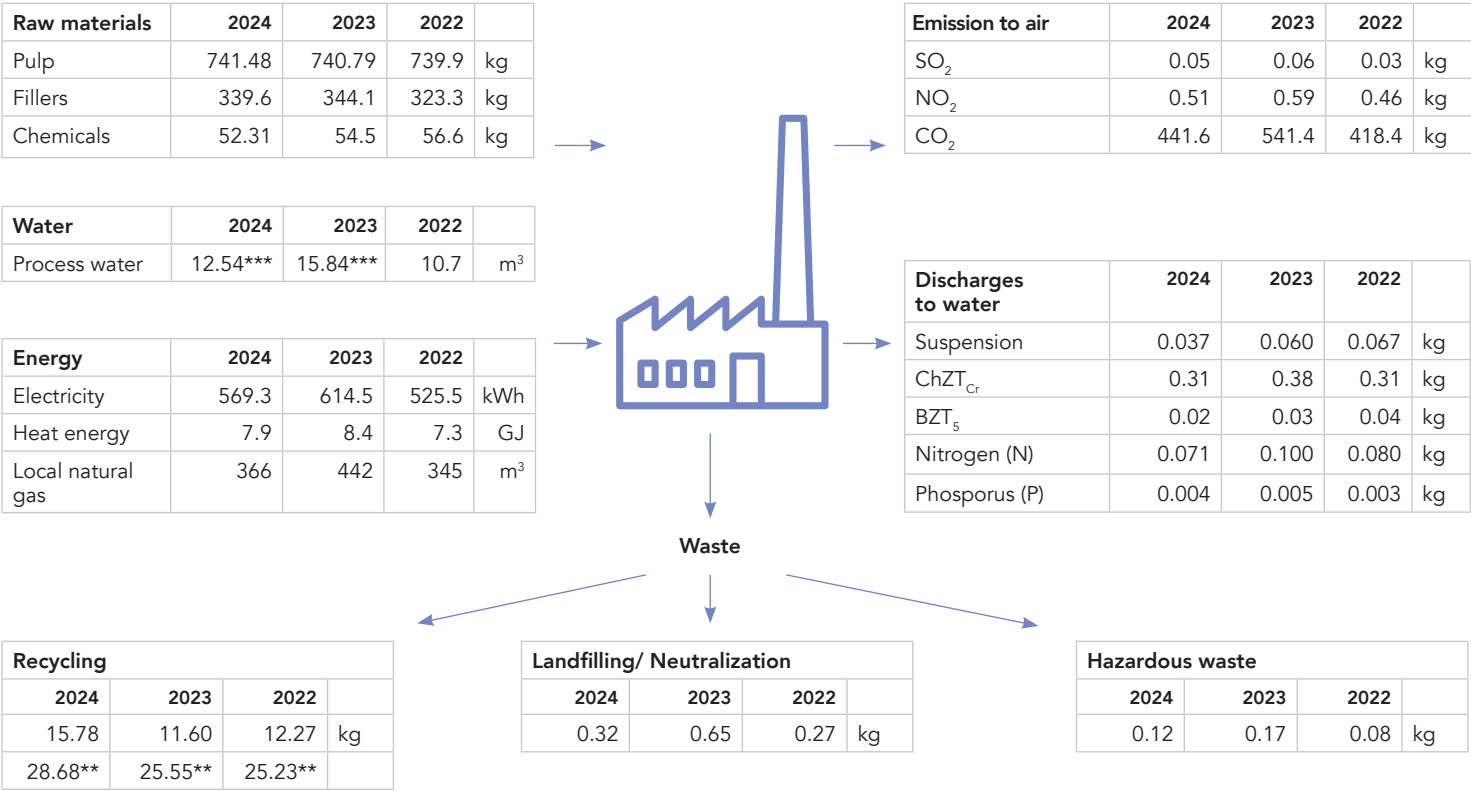 Raw materials 2024 2023 2022
Pulp 741.48 740.79 739.9 kg
Fillers 339.6 344.1 323.3 kg
Chemicals 52.31 54.5 56.6 kg
Water 2024 2023 2022
Process water 12.54*** 15.84*** 10.7 m³
Energy 2024 2023 2022
Electricity 569.3 614.5 525.5 kWh
Heat energy 7.9 8.4 7.3 GJ
Local natural 366 442 345 m³
gas
Emission to air 2024 2023 2022
SO₂ 0.05 0.06 0.03 kg
NO₂ 0.51 0.59 0.46 kg
CO₂ 441.6 541.4 418.4 kg
Discharges 2024 2023 2022
to water
Suspension 0.037 0.060 0.067 kg
ChZT Cr 0.31 0.38 0.31 kg
BZT₅ 0.02 0.03 0.04 kg
Nitrogen (N) 0.071 0.100 0.080 kg
Phosporus (P) 0.004 0.005 0.003 kg
Waste
Recycling
2024 2023 2022
15.78 11.60 12.27 kg
28.68** 25.55** 25.23**
Landfilling/ Neutralization
2024 2023 2022
0.32 0.65 0.27 kg
Hazardous waste
2024 2023 2022
0.12 0.17 0.08 kg